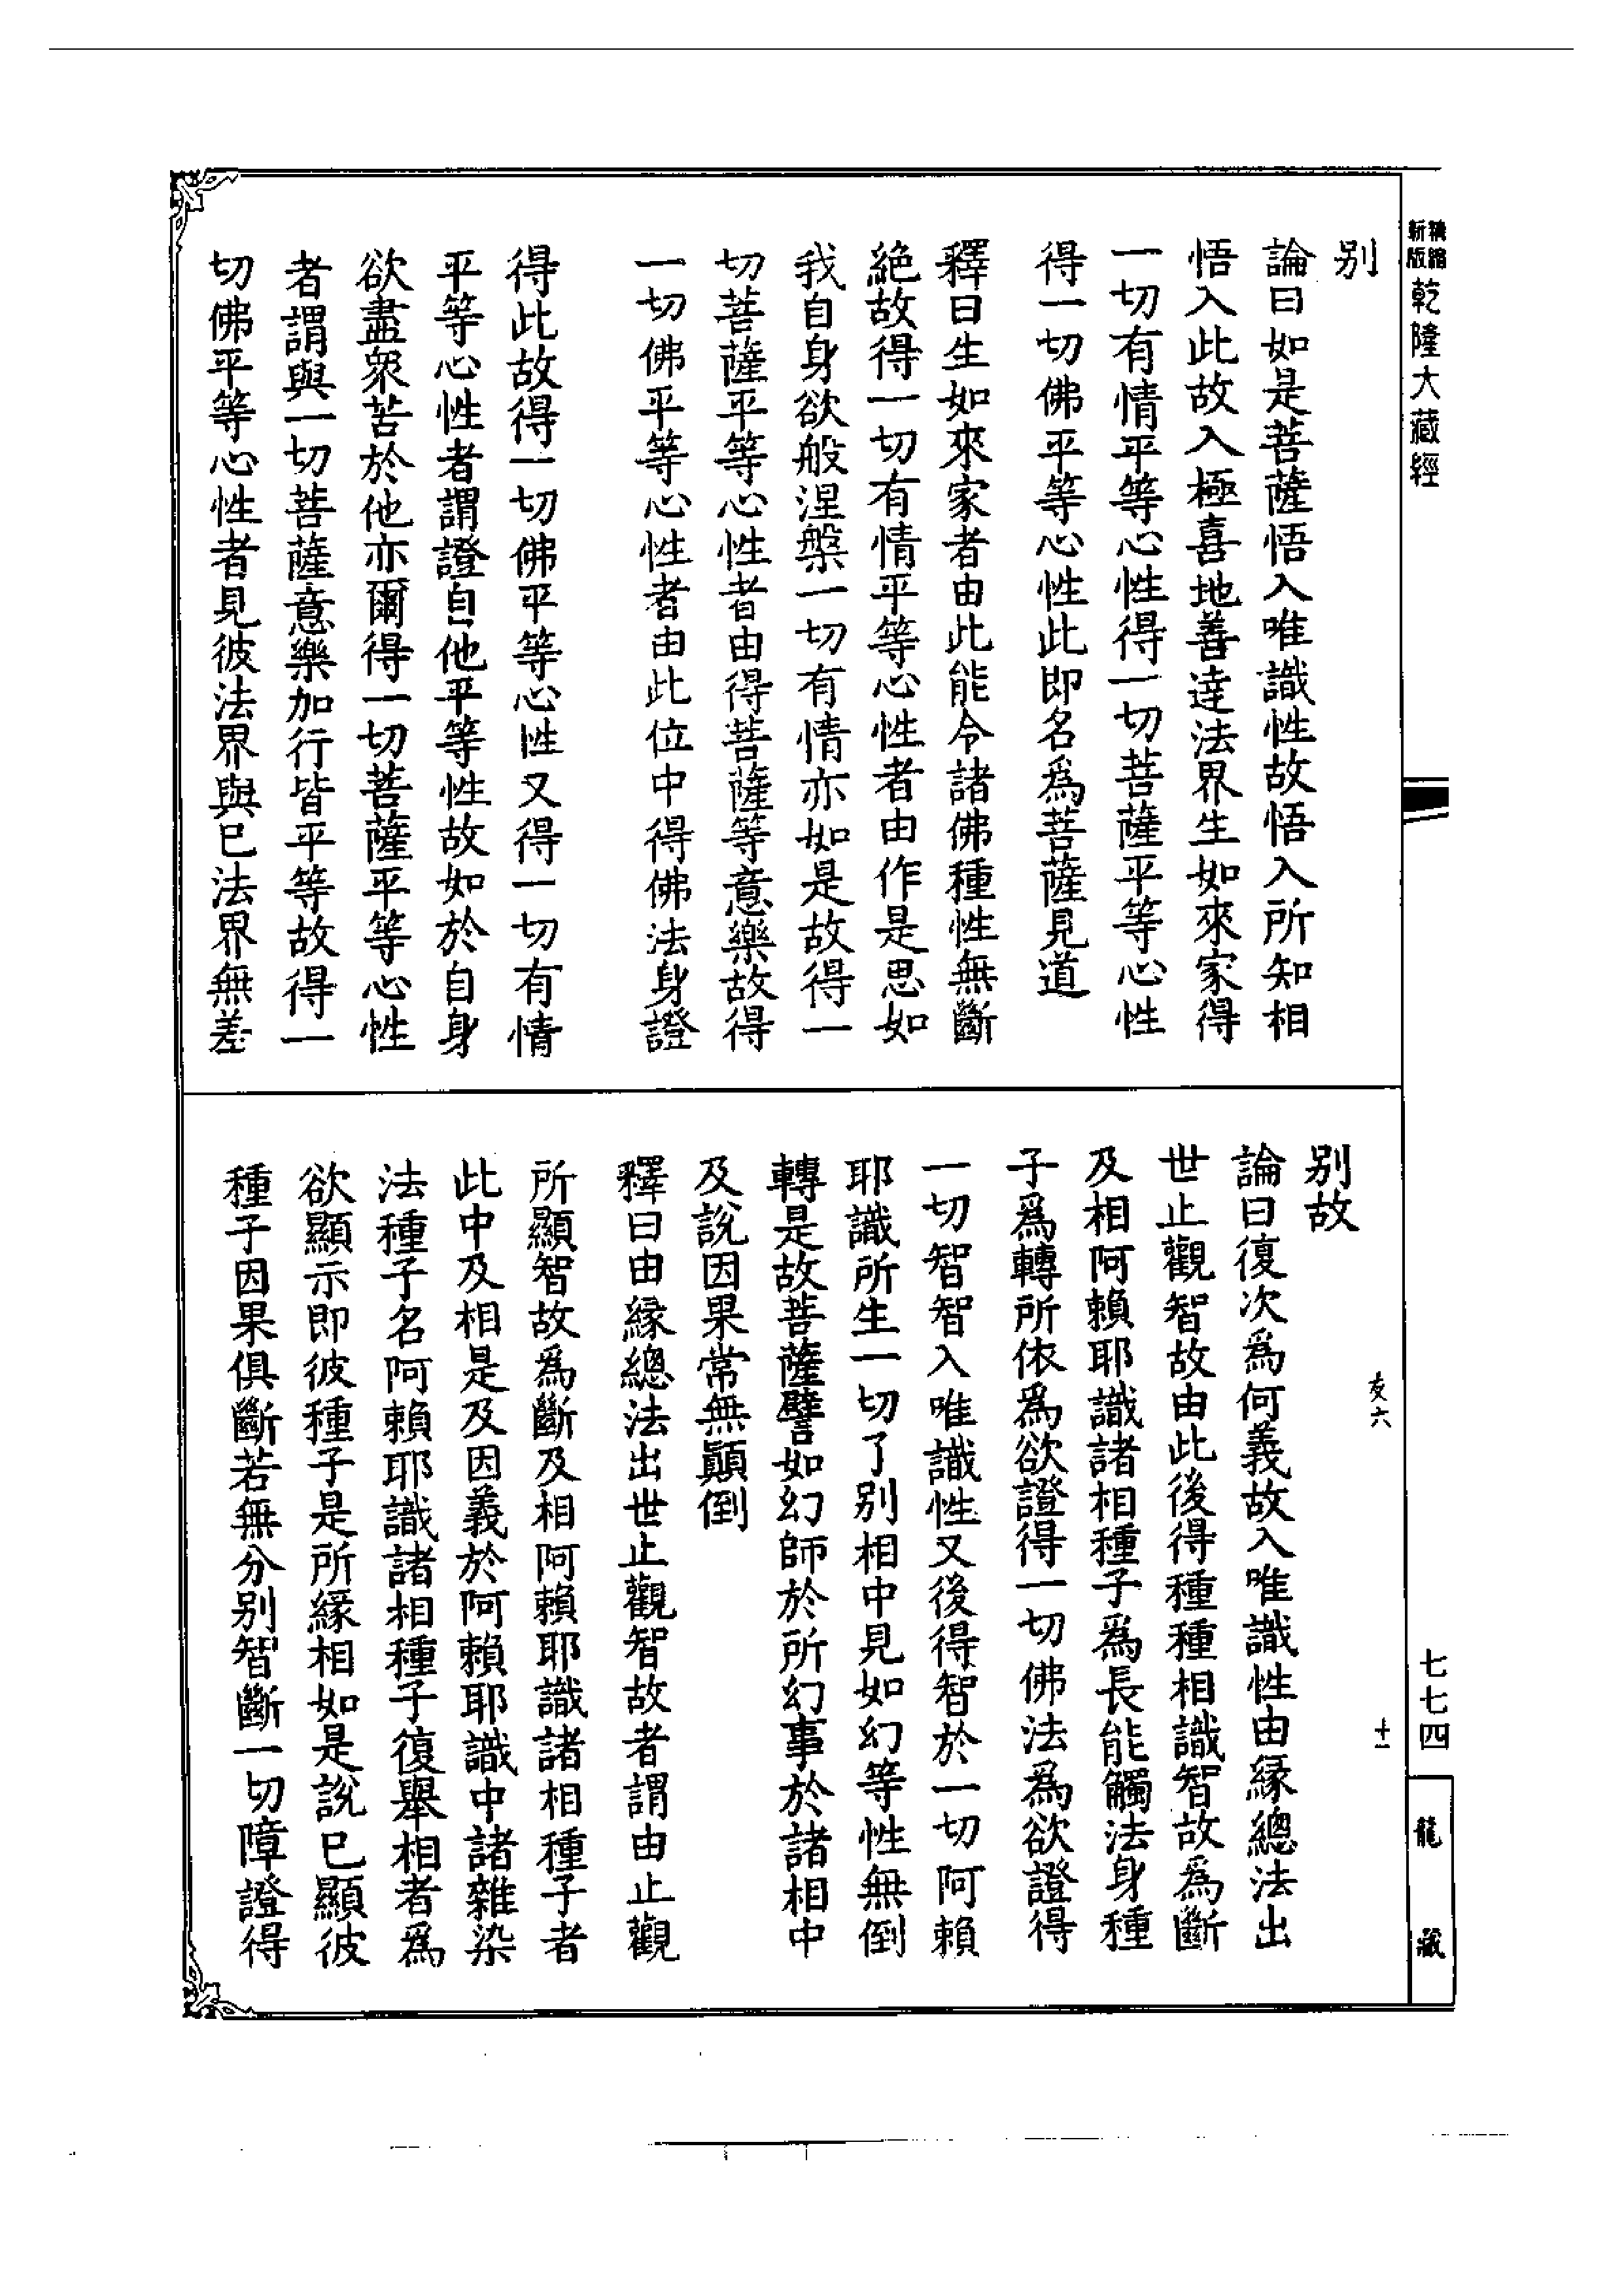 新版精縮乾隆大藏經
别
論曰如是菩薩悟入唯識性故悟入所知相
悟入此故入極喜地善達法界生如來家得
一切有情平等心性得一切菩薩平等心性
得一切佛平等心性此即名爲菩薩見道
釋曰生如來家者由此能令諸佛種性無斷
絶故得一切有情平等心性者由作是思如
我自身欲般涅槃一切有情亦如是故得一
切菩薩平等心性者由得菩薩等意樂故得
一切佛平等心性者由此位中得佛法身證
得此故得一切佛平等心性又得一切有情
平等心性者謂證自他平等性故如於自身
欲盡衆苦於他亦爾得一切菩薩平等心性
者謂與一切菩薩意樂加行皆平等故得一
切佛平等心性者見彼法界與已法界無差
别故
論曰復次爲何義故入唯識性由緣總法出
世止觀智故由此後得種種相識智故爲斷
及相阿賴耶識諸相種子爲長能觸法身種
子爲轉所依爲欲證得一切佛法爲欲證得
一切智智入唯識性又後得智於一切阿賴
耶識所生一切了别相中見如幻等性無倒
轉是故菩薩譬如幻師於所幻事於諸相中
及說因果常無顛倒
釋曰由緣總法出世止觀智故者謂由止觀
所顯智故爲斷及相阿賴耶識諸相種子者
此中及相是及因義於阿賴耶識中諸雜染
法種子名阿賴耶識諸相種子復舉相者爲
欲顯示即彼種子是所緣相如是說已顯彼
種子因果俱斷若無分别智斷一切障證得
六
十一
七七四
龍藏